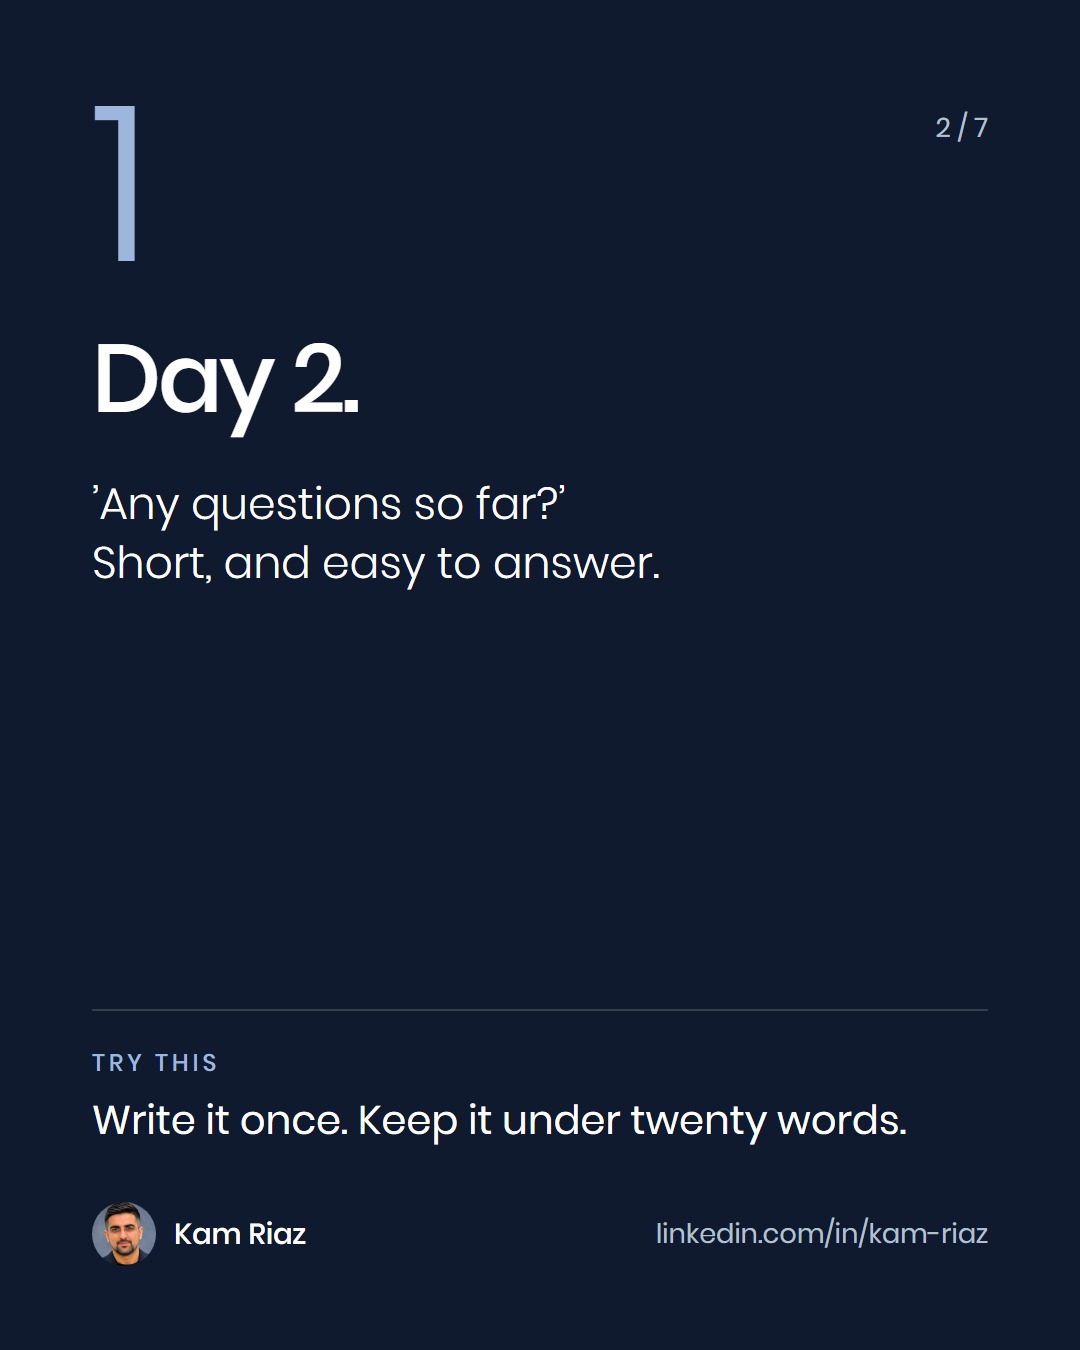 1
2 / 7
Day 2.
’Any questions so far?’
Short, and easy to answer.
TRY THIS
Write it once. Keep it under twenty words.
Kam Riaz
linkedin.com/in/kam-riaz